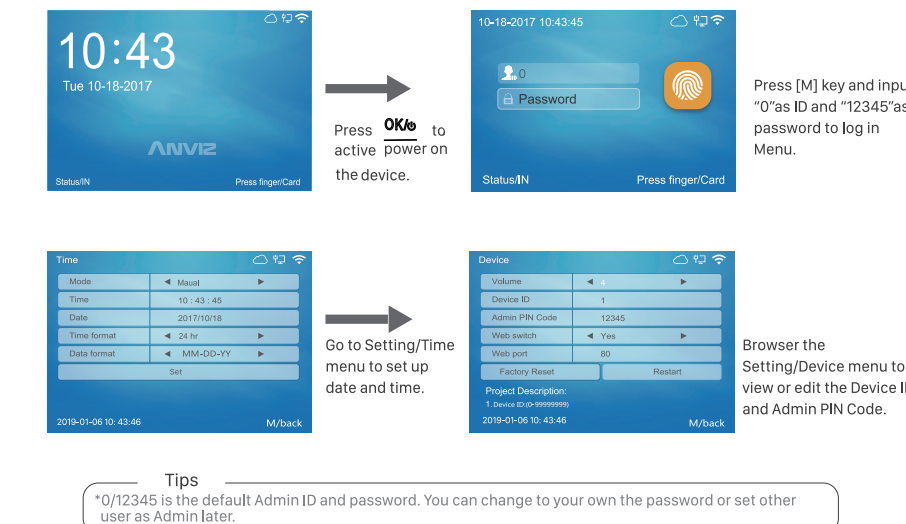 10:43
Tue 10-18-2017
ANVIZ
Status/IN Press finger/Card
Press OK/ to
active power on
the device.
10-18-2017 10:43:45
0
Password
Status/IN Press finger/Card
Press [M] key and inpu
“0”as ID and “12345”as
password to log in
Menu.
Time
Mode ◀ Maual ▶
Time 10 : 43 : 45
Date 2017/10/18
Time format ◀ 24 hr ▶
Data format ◀ MM-DD-YY ▶
Set
2019-01-06 10: 43:46 M/back
Go to Setting/Time
menu to set up
date and time.
Device
Volume ◀ 4 ▶
Device ID 1
Admin PIN Code 12345
Web switch ◀ Yes ▶
Web port 80
Factory Reset Restart
Project Description:
1. Device ID:(0-99999999)
2019-01-06 10: 43:46 M/back
Browser the
Setting/Device menu to
view or edit the Device I
and Admin PIN Code.
Tips
*0/12345 is the default Admin ID and password. You can change to your own the password or set other
user as Admin later.